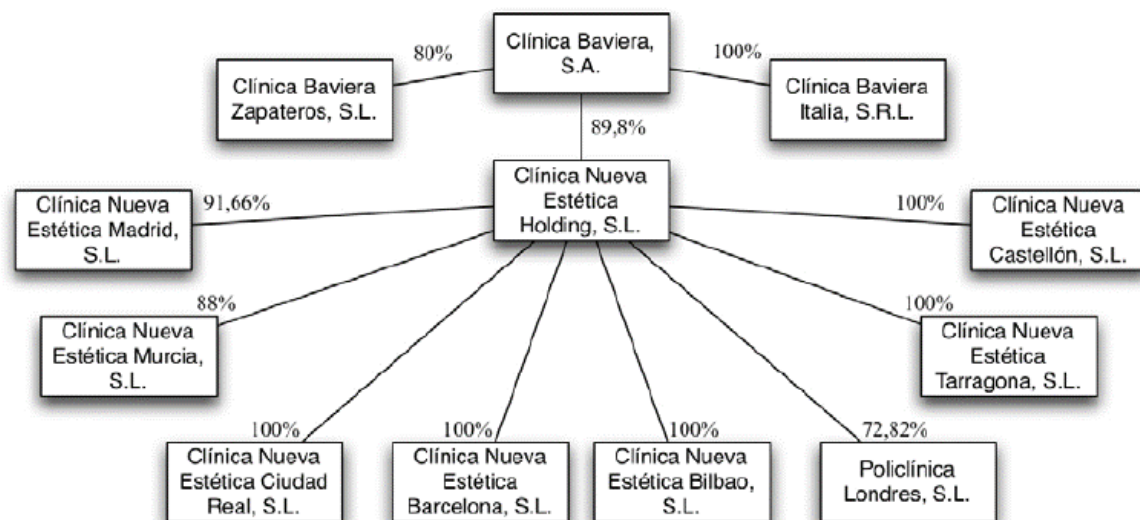 Clínica Baviera,
S.A.
80%
100%
Clínica Baviera
Zapateros, S.L.
Clínica Baviera
Italia, S.R.L.
89,8%
Clínica Nueva
Estética
Holding, S.L.
91,66%
Clínica Nueva
Estética Madrid,
S.L.
100%
Clínica Nueva
Estética
Castellón, S.L.
88%
Clínica Nueva
Estética Murcia,
S.L.
100%
Clínica Nueva
Estética
Tarragona, S.L.
100%
Clínica Nueva
Estética Ciudad
Real, S.L.
100%
Clínica Nueva
Estética
Barcelona, S.L.
100%
Clínica Nueva
Estética Bilbao,
S.L.
72,82%
Policlínica
Londres, S.L.